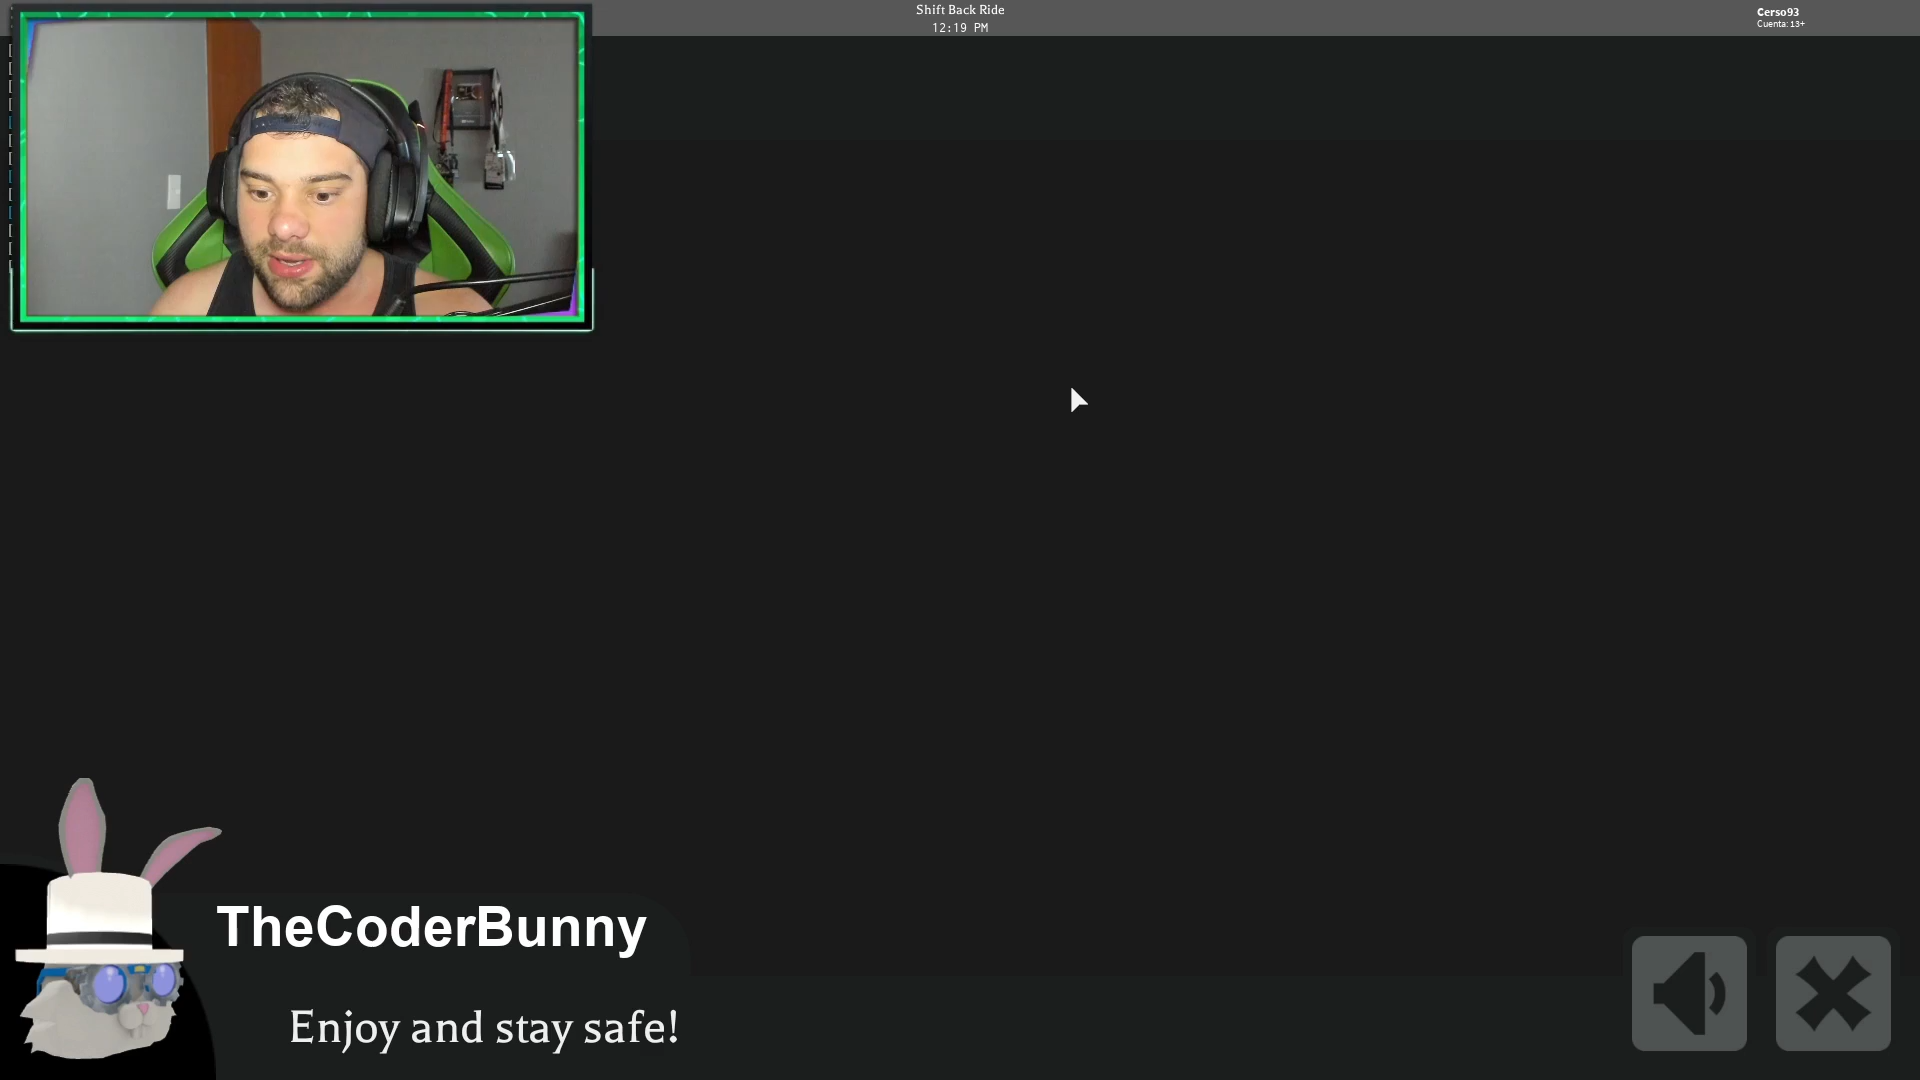 Shift Back Ride
12:19 PM
Cerso93
Cuenta: 13+
TheCoderBunny
Enjoy and stay safe!